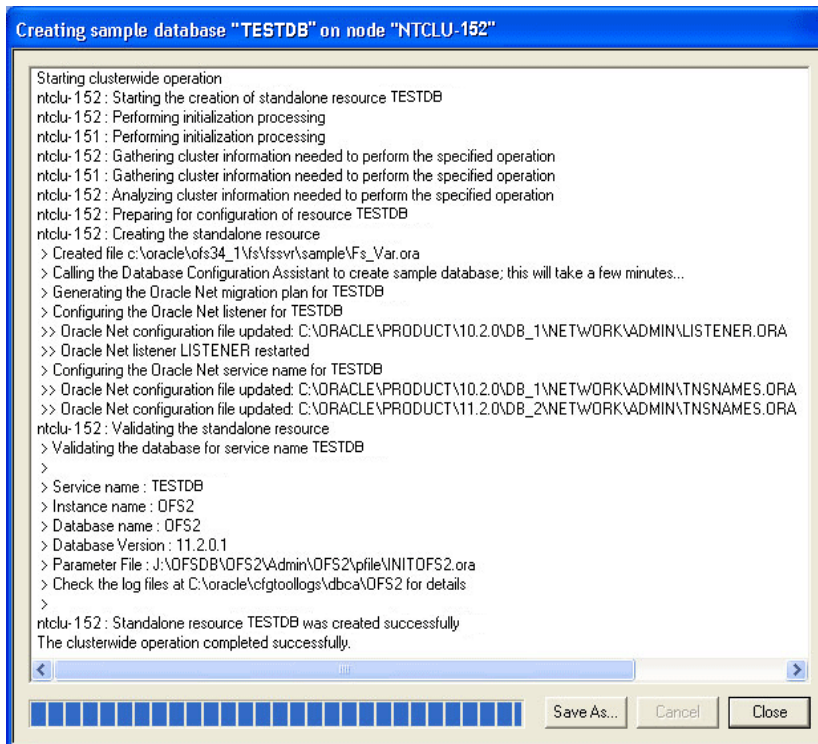 Creating sample database "TESTDB" on node "NTCLU-152"
Starting clusterwide operation
ntclu-152 : Starting the creation of standalone resource TESTDB
ntclu-152 : Performing initialization processing
ntclu-151 : Performing initialization processing
ntclu-152 : Gathering cluster information needed to perform the specified operation
ntclu-151 : Gathering cluster information needed to perform the specified operation
ntclu-152 : Analyzing cluster information needed to perform the specified operation
ntclu-152 : Preparing for configuration of resource TESTDB
ntclu-152 : Creating the standalone resource
> Created file c:\oracle\ofs34_1\fs\fssvr\sample\Fs_Var.ora
> Calling the Database Configuration Assistant to create sample database; this will take a few minutes...
> Generating the Oracle Net migration plan for TESTDB
> Configuring the Oracle Net listener for TESTDB
>> Oracle Net configuration file updated: C:\ORACLE\PRODUCT\10.2.0\DB_1\NETWORK\ADMIN\LISTENER.ORA
>> Oracle Net listener LISTENER restarted
> Configuring the Oracle Net service name for TESTDB
>> Oracle Net configuration file updated: C:\ORACLE\PRODUCT\10.2.0\DB_1\NETWORK\ADMIN\TNSNAMES.ORA
>> Oracle Net configuration file updated: C:\ORACLE\PRODUCT\11.2.0\DB_2\NETWORK\ADMIN\TNSNAMES.ORA
ntclu-152 : Validating the standalone resource
> Validating the database for service name TESTDB
>
> Service name : TESTDB
> Instance name : OFS2
> Database name : OFS2
> Database Version : 11.2.0.1
> Parameter File : J:\OFSDB\OFS2\Admin\OFS2\pfile\INITOFS2.ora
> Check the log files at C:\oracle\cfgtoollogs\dbca\OFS2 for details
>
ntclu-152 : Standalone resource TESTDB was created successfully
The clusterwide operation completed successfully.
Save As... Cancel Close